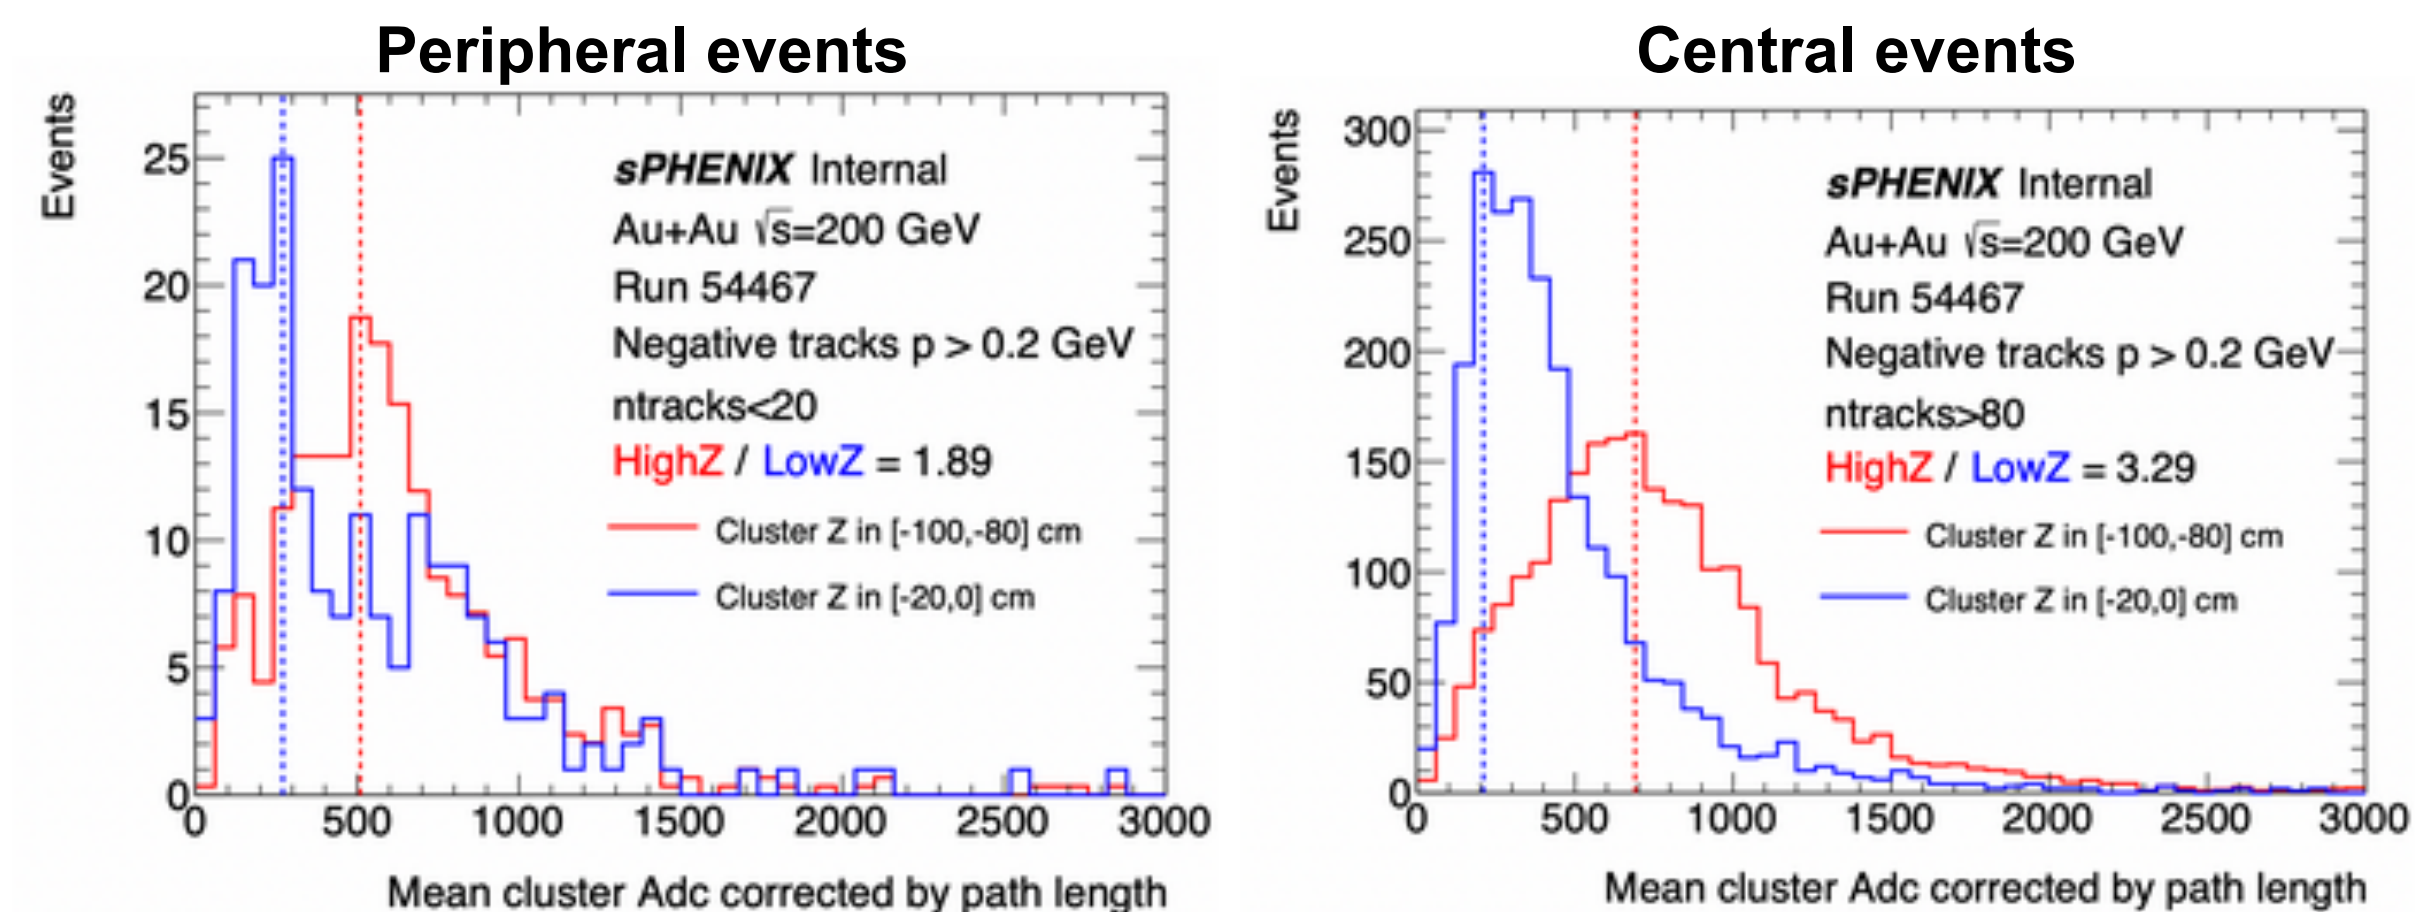 Peripheral events
Events
25
20
15
10
5
0
sPHENIX Internal
Au+Au √s=200 GeV
Run 54467
Negative tracks p > 0.2 GeV
ntracks<20
HighZ / LowZ = 1.89
Cluster Z in [-100,-80] cm
Cluster Z in [-20,0] cm
0 500 1000 1500 2000 2500 3000
Mean cluster Adc corrected by path length
Central events
Events
300
250
200
150
100
50
0
sPHENIX Internal
Au+Au √s=200 GeV
Run 54467
Negative tracks p > 0.2 GeV
ntracks>80
HighZ / LowZ = 3.29
Cluster Z in [-100,-80] cm
Cluster Z in [-20,0] cm
0 500 1000 1500 2000 2500 3000
Mean cluster Adc corrected by path length